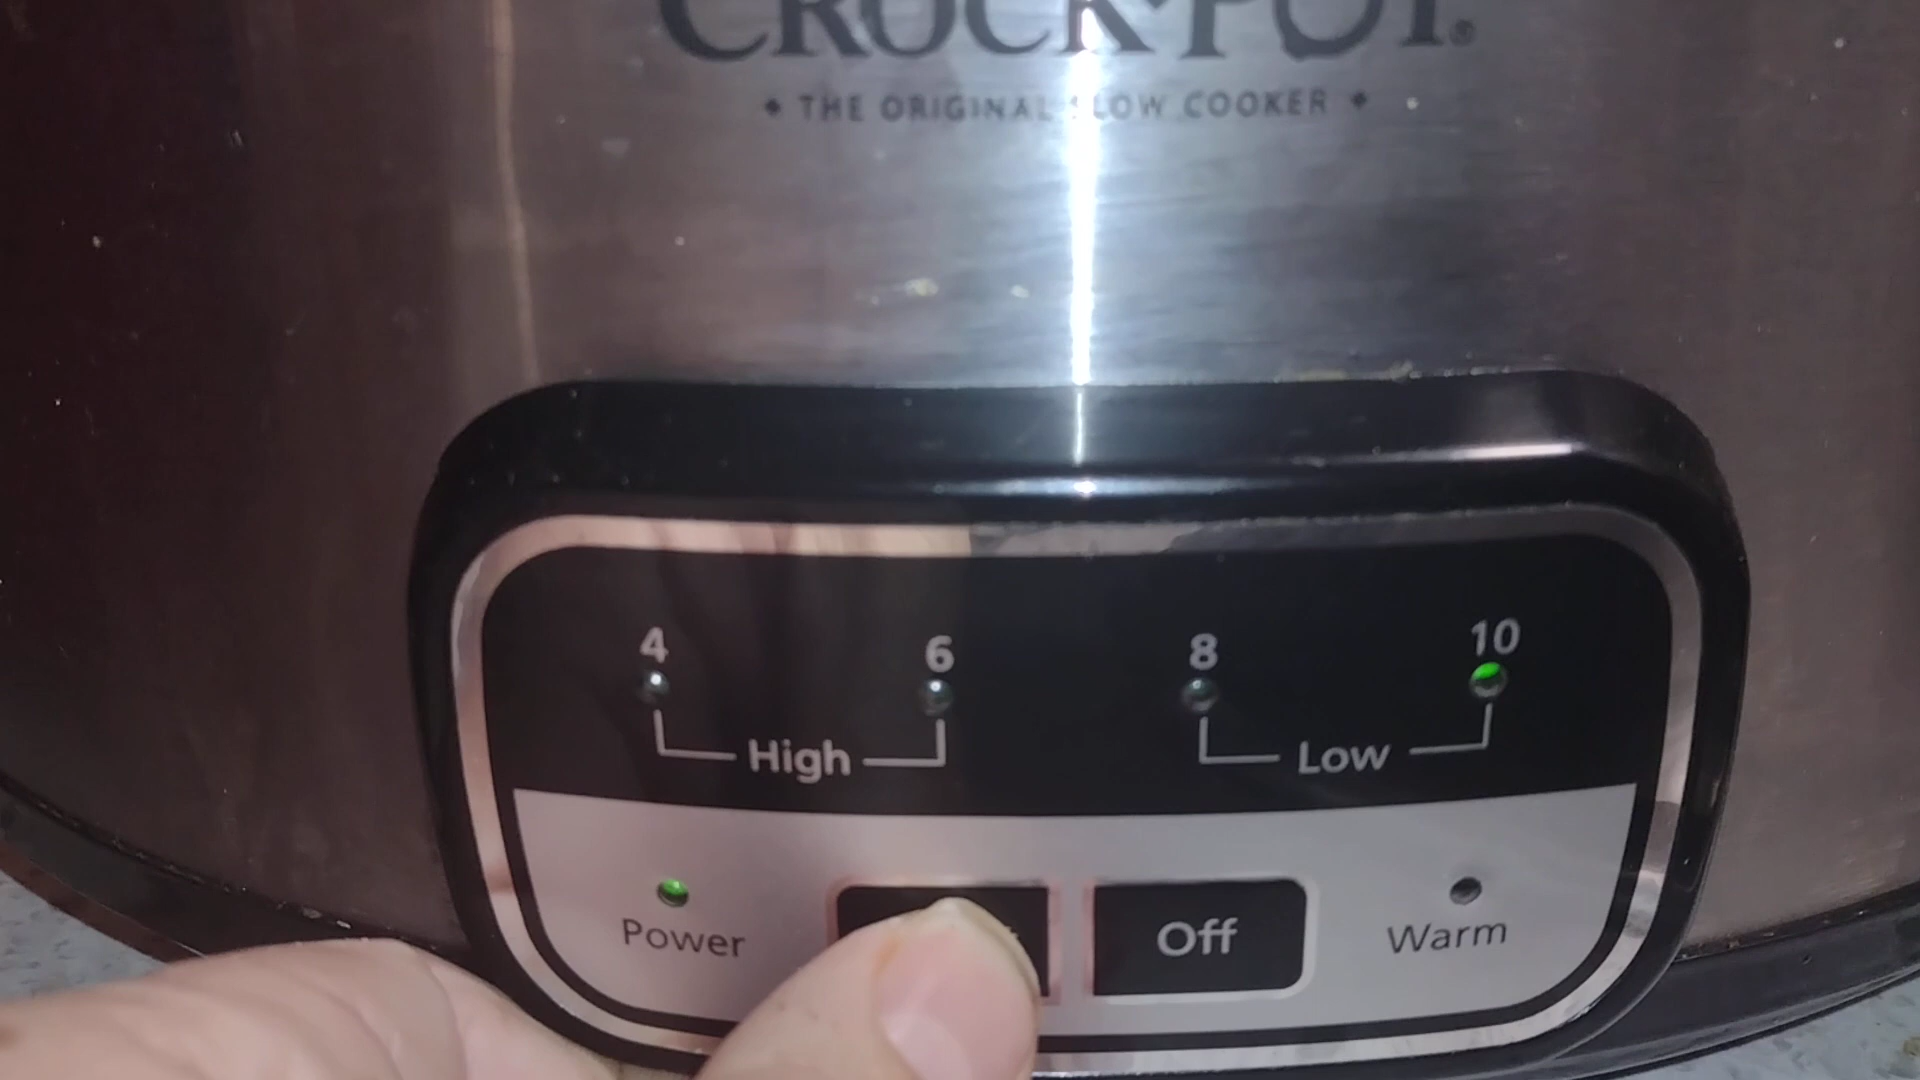 CROCK·POT®
THE ORIGINAL SLOW COOKER
4 6 8 10
High Low
Power Off Warm